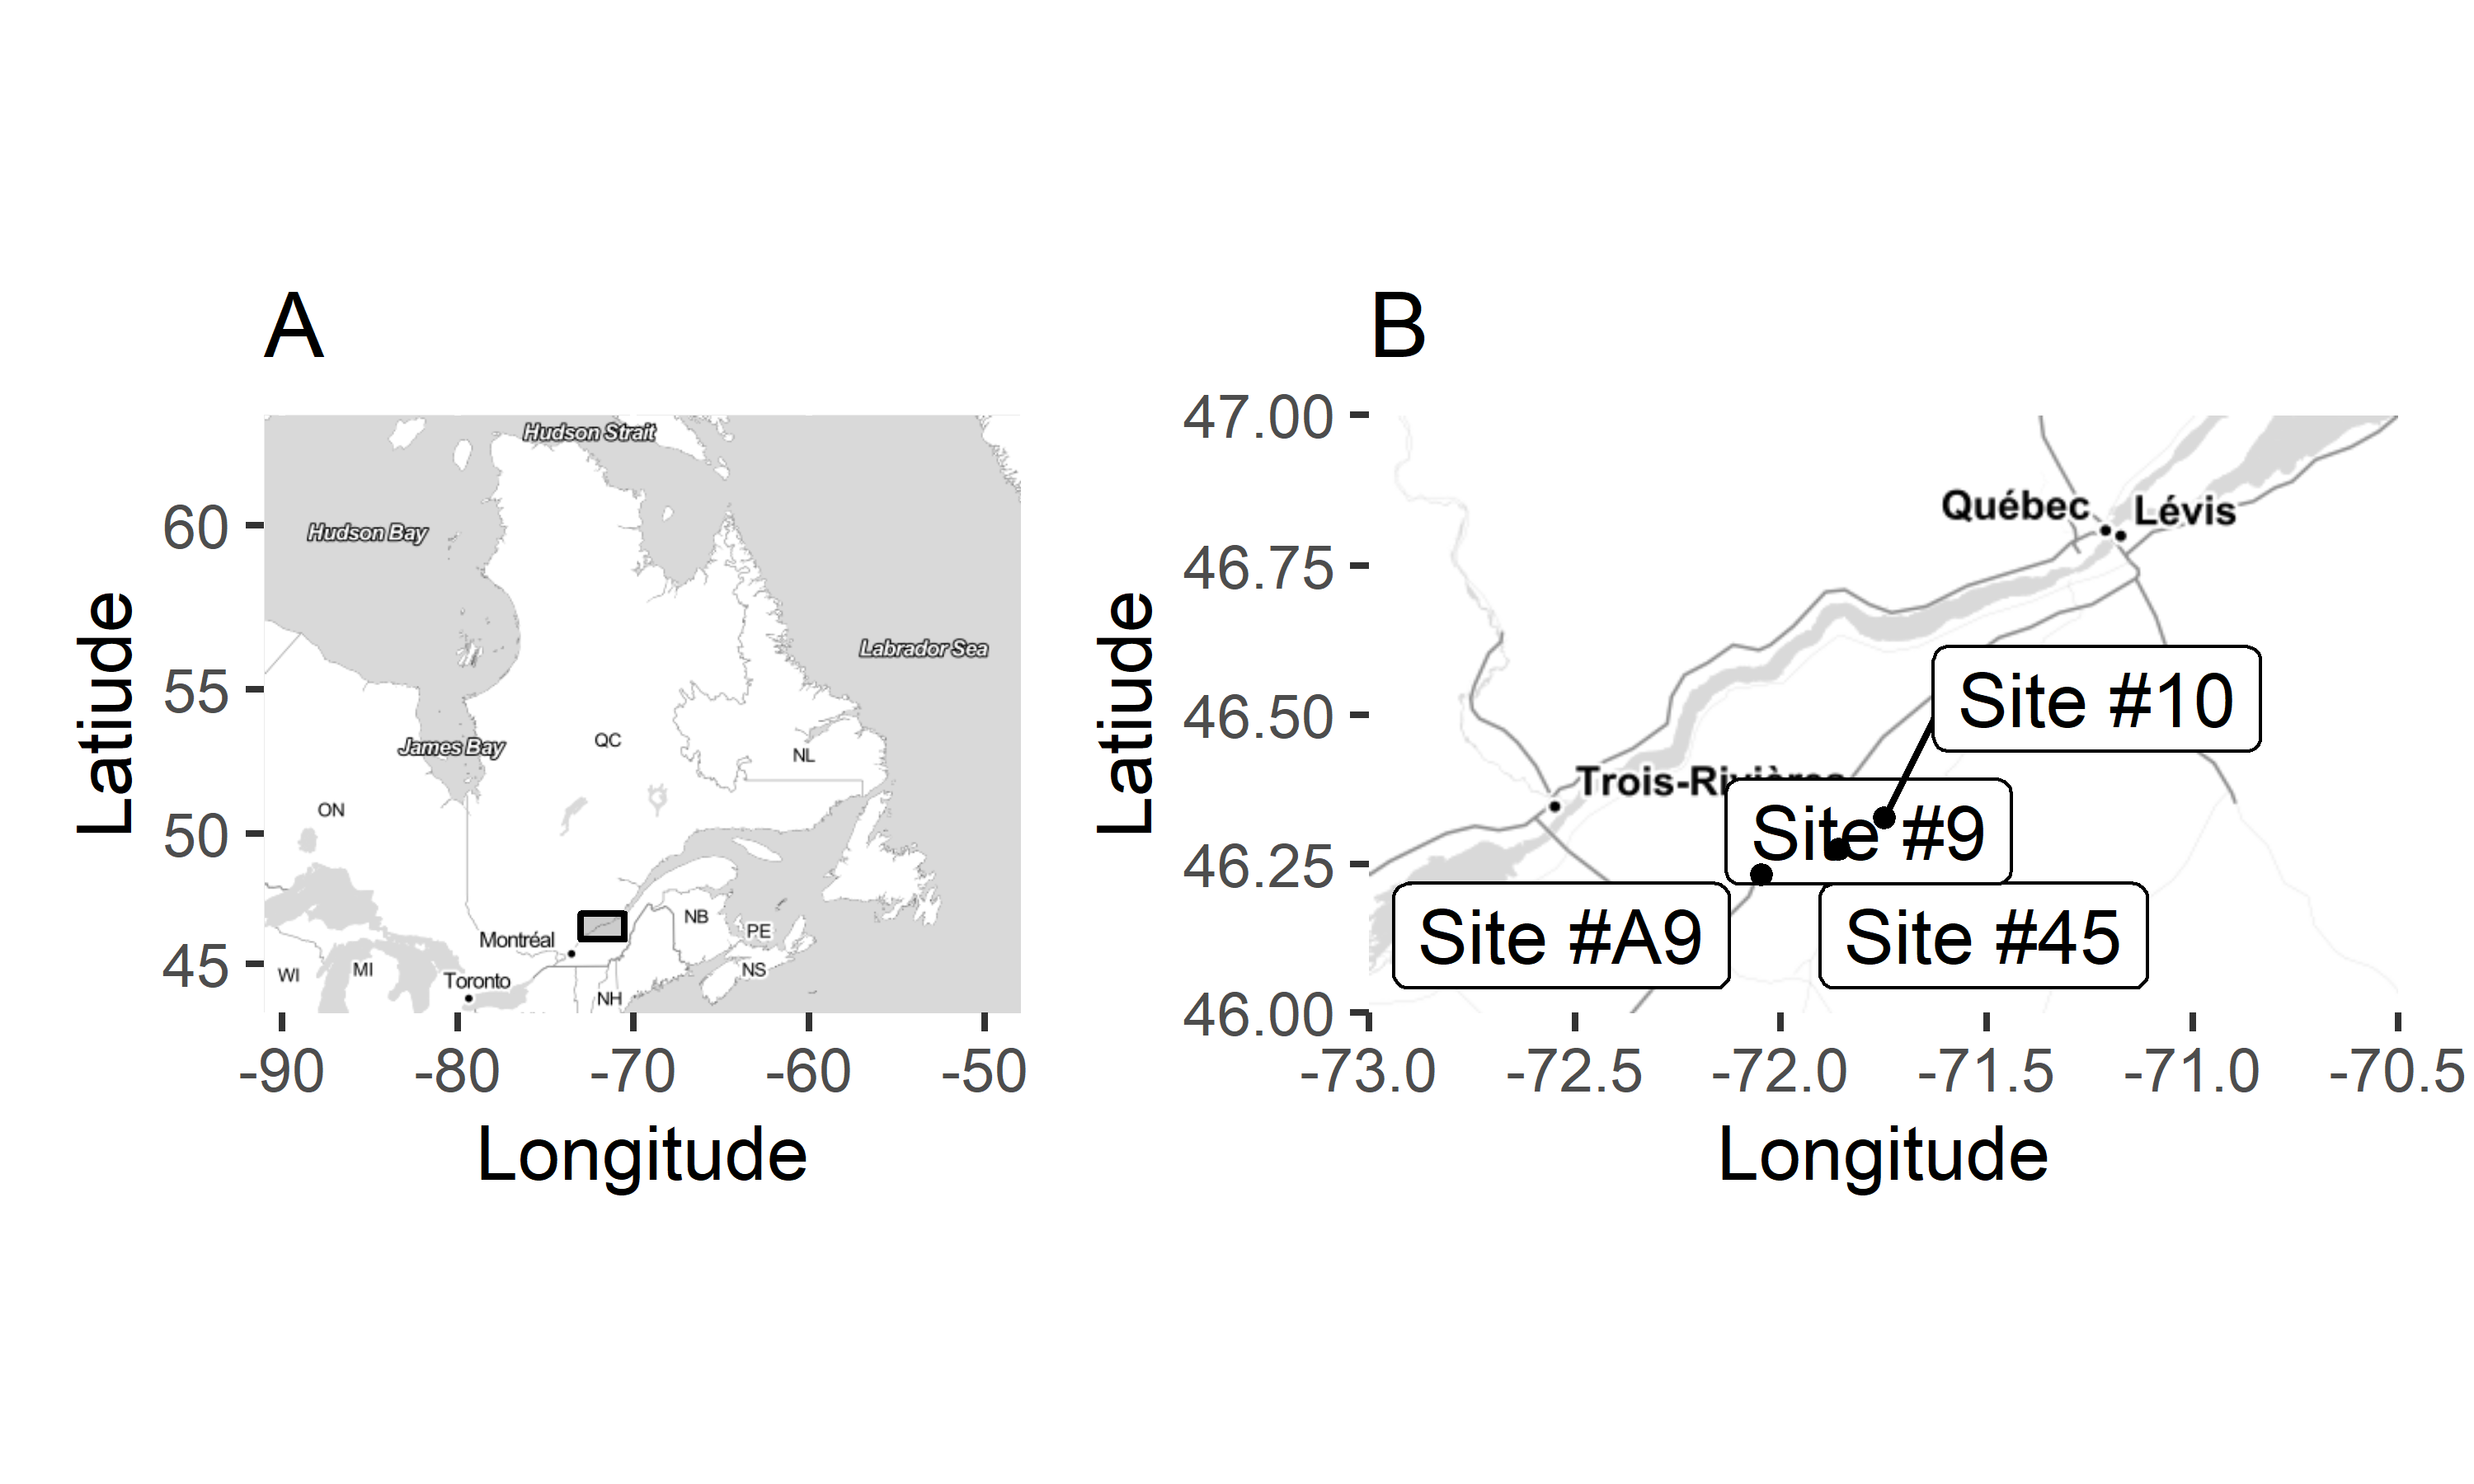 A
Hudson Strait
Hudson Bay
Labrador Sea
James Bay
QC
NL
ON
NB
PE
Montréal
NS
WI
MI
Toronto
NH
60
55
50
45
-90
-80
-70
-60
-50
Latiude
Longitude
B
47.00
46.75
46.50
46.25
46.00
Québec
Lévis
Site #10
Trois-Rivières
Site #9
Site #A9
Site #45
-73.0
-72.5
-72.0
-71.5
-71.0
-70.5
Latiude
Longitude